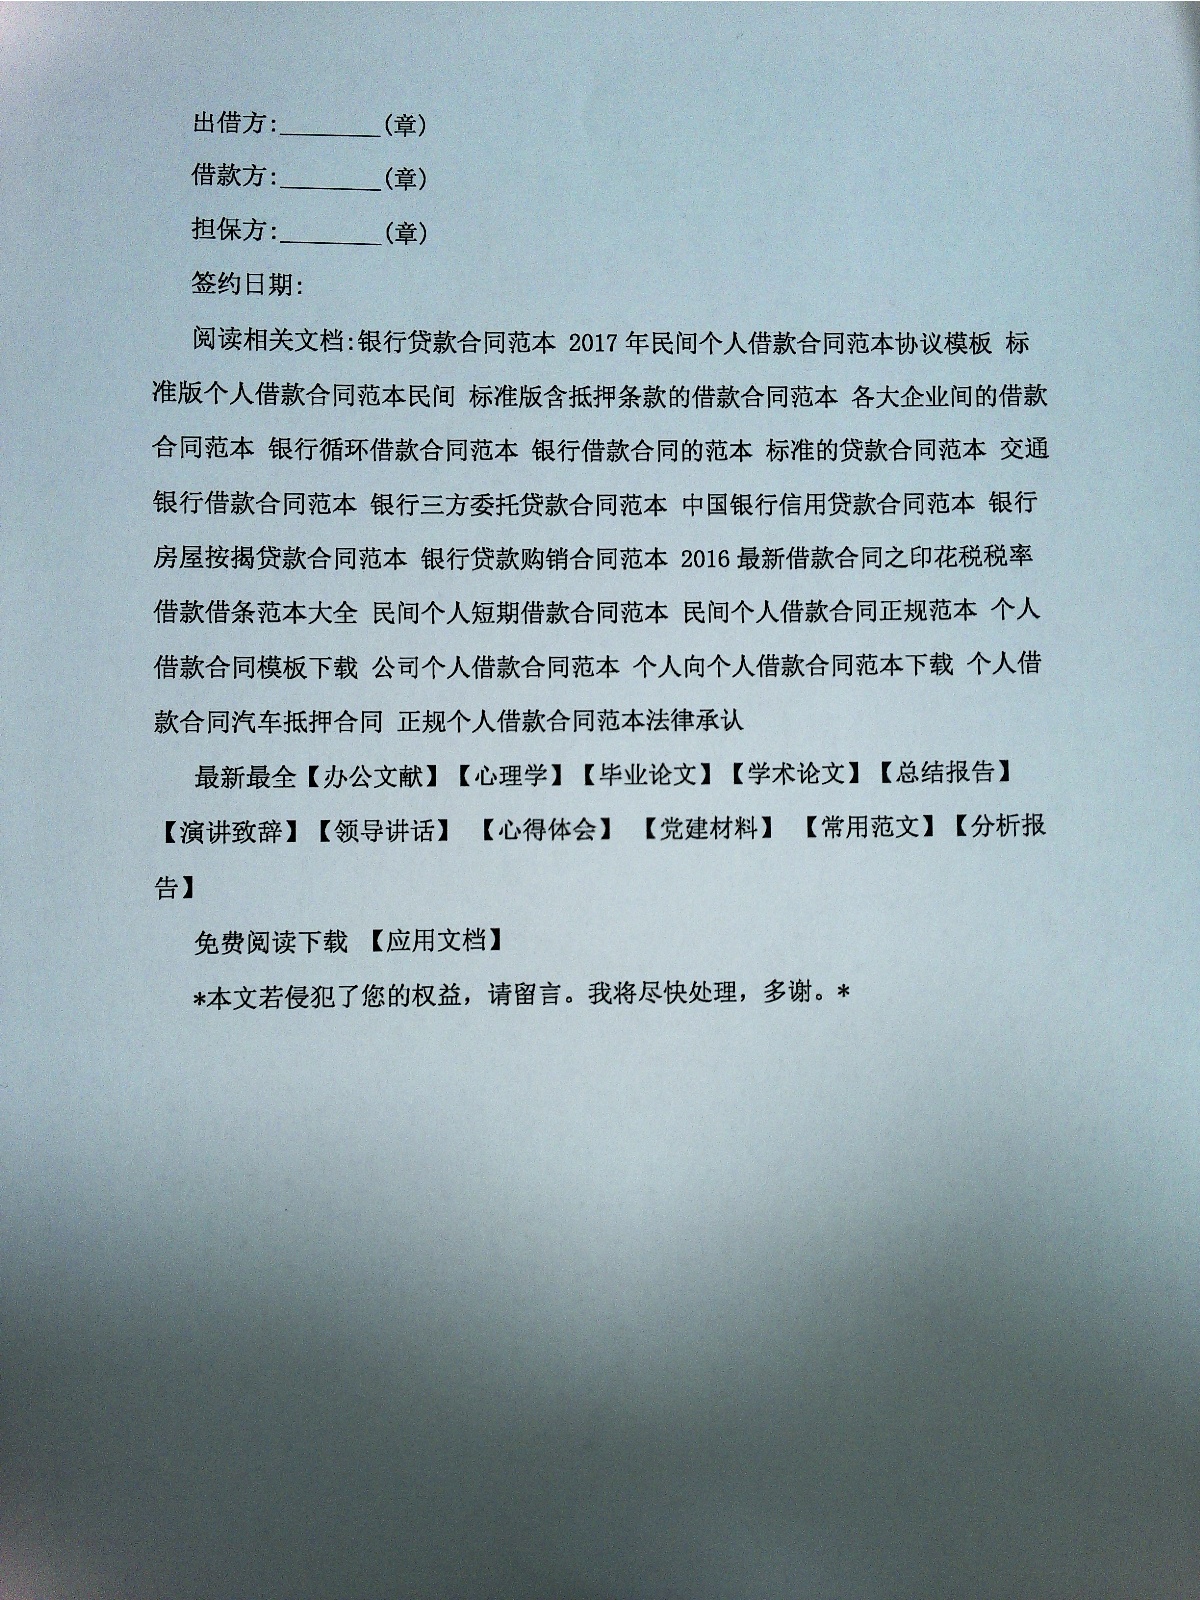 出借方:________(章)
借款方:________(章)
担保方:________(章)
签约日期:
阅读相关文档:银行贷款合同范本 2017年民间个人借款合同范本协议模板 标
准版个人借款合同范本民间 标准版含抵押条款的借款合同范本 各大企业间的借款
合同范本 银行循环借款合同范本 银行借款合同的范本 标准的贷款合同范本 交通
银行借款合同范本 银行三方委托贷款合同范本 中国银行信用贷款合同范本 银行
房屋按揭贷款合同范本 银行贷款购销合同范本 2016最新借款合同之印花税税率
借款借条范本大全 民间个人短期借款合同范本 民间个人借款合同正规范本 个人
借款合同模板下载 公司个人借款合同范本 个人向个人借款合同范本下载 个人借
款合同汽车抵押合同 正规个人借款合同范本法律承认
最新最全【办公文献】【心理学】【毕业论文】【学术论文】【总结报告】
【演讲致辞】【领导讲话】 【心得体会】 【党建材料】 【常用范文】【分析报
告】
免费阅读下载 【应用文档】
*本文若侵犯了您的权益，请留言。我将尽快处理，多谢。*